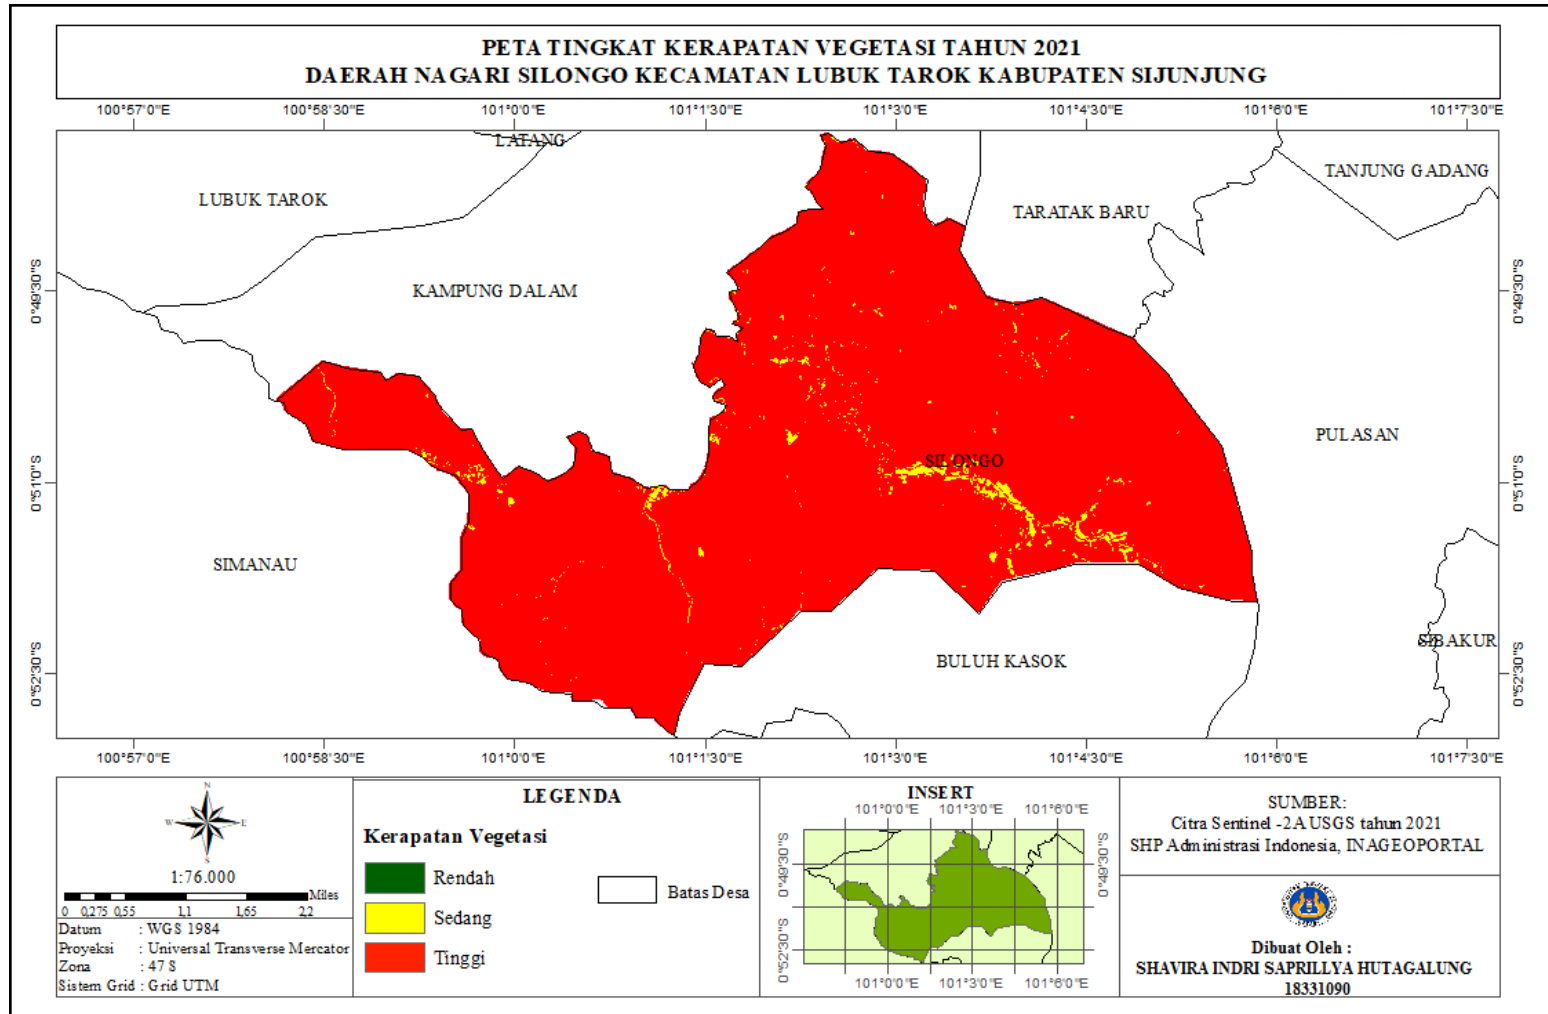 PETA TINGKAT KERAPATAN VEGETASI TAHUN 2021
DAERAH NAGARI SILONGO KECAMATAN LUBUK TAROK KABUPATEN SIJUNJUNG
100°57'0"E 100°58'30"E 101°0'0"E 101°1'30"E 101°3'0"E 101°4'30"E 101°6'0"E 101°7'30"E
LATANG
TANJUNG GADANG
LUBUK TAROK
TARATAK BARU
0°49'30"S
0°49'30"S
KAMPUNG DALAM
PULASAN
SILONGO
0°51'0"S
0°51'0"S
SIMANAU
SIBAKUR
BULUH KASOK
0°52'30"S
0°52'30"S
100°57'0"E 100°58'30"E 101°0'0"E 101°1'30"E 101°3'0"E 101°4'30"E 101°6'0"E 101°7'30"E
N
W E
S
1:76.000
Miles
0 0,275 0,55 1,1 1,65 2,2
Datum : WGS 1984
Proyeksi : Universal Transverse Mercator
Zona : 47 S
Sistem Grid : Grid UTM
LEGENDA
Kerapatan Vegetasi
Rendah
Sedang
Tinggi
Batas Desa
INSERT
101°0'0"E 101°3'0"E 101°6'0"E
0°49'30"S
0°49'30"S
0°52'30"S
0°52'30"S
101°0'0"E 101°3'0"E 101°6'0"E
SUMBER:
Citra Sentinel -2A USGS tahun 2021
SHP Administrasi Indonesia, INAGEOPORTAL
Dibuat Oleh :
SHAVIRA INDRI SAPRILLYA HUTAGALUNG
18331090